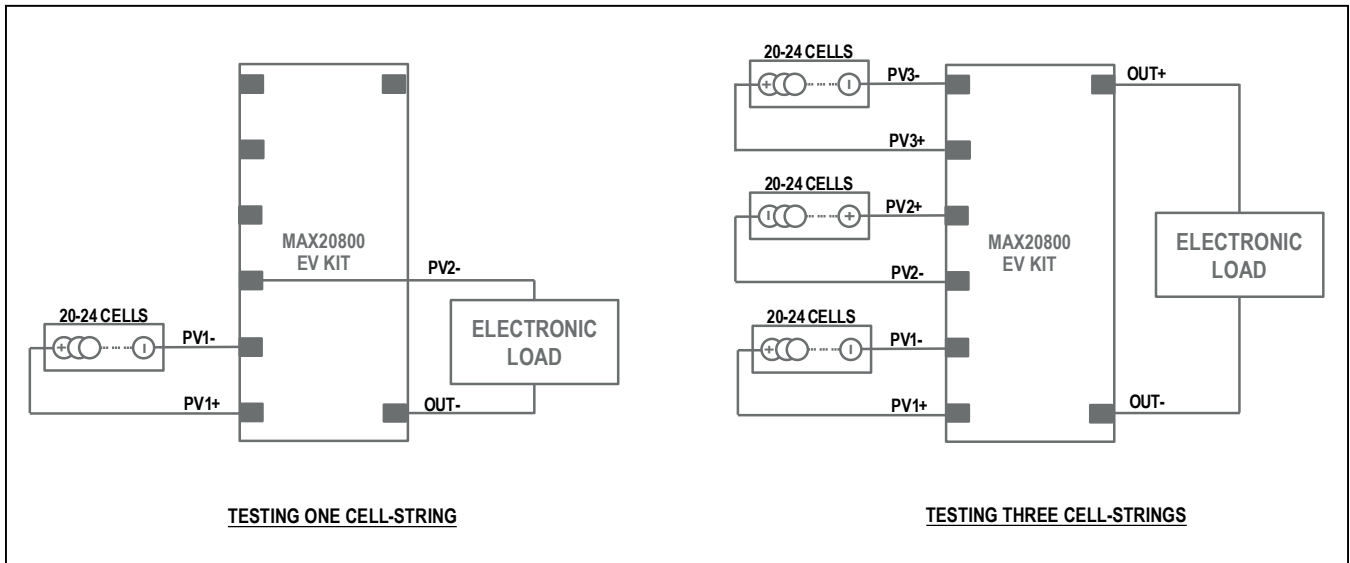 MAX20800
EV KIT
PV2-
20-24 CELLS
PV1-
PV1+
OUT-
ELECTRONIC
LOAD
TESTING ONE CELL-STRING
20-24 CELLS
PV3-
PV3+
20-24 CELLS
PV2+
PV2-
20-24 CELLS
PV1-
PV1+
MAX20800
EV KIT
OUT+
ELECTRONIC
LOAD
OUT-
TESTING THREE CELL-STRINGS